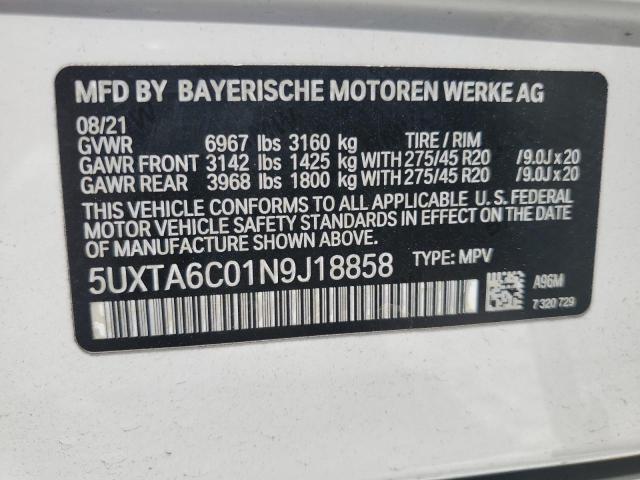 MFD BY BAYERISCHE MOTOREN WERKE AG
08/21
GVWR 6967 lbs 3160 kg TIRE / RIM
GAWR FRONT 3142 lbs 1425 kg WITH 275/45 R20 /9.0J x 20
GAWR REAR 3968 lbs 1800 kg WITH 275/45 R20 /9.0J x 20
THIS VEHICLE CONFORMS TO ALL APPLICABLE U. S. FEDERAL
MOTOR VEHICLE SAFETY STANDARDS IN EFFECT ON THE DATE
OF MANUFACTURE SHOWN ABOVE.
5UXTA6C01N9J18858 TYPE: MPV
A96M
7 320 729